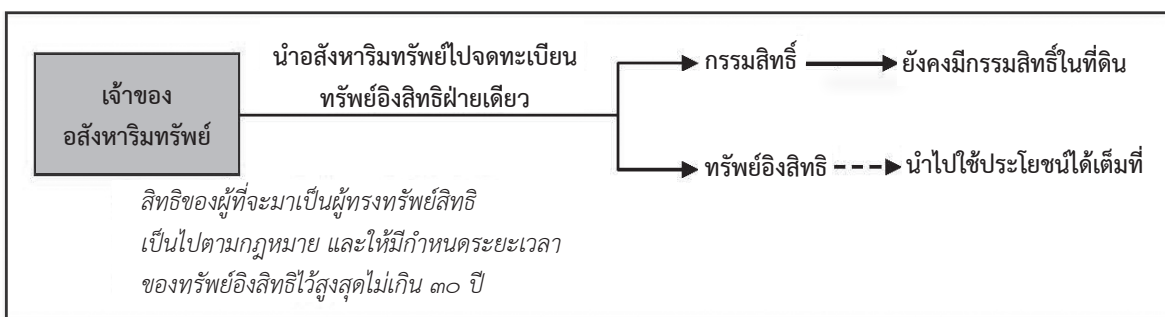 เจ้าของ
อสังหาริมทรัพย์
นำอสังหาริมทรัพย์ไปจดทะเบียน
ทรัพย์อิงสิทธิฝ่ายเดียว
กรรมสิทธิ์
ยังคงมีกรรมสิทธิ์ในที่ดิน
ทรัพย์อิงสิทธิ
นำไปใช้ประโยชน์ได้เต็มที่
สิทธิของผู้ที่จะมาเป็นผู้ทรงทรัพย์สิทธิ
เป็นไปตามกฎหมาย และให้มีกำหนดระยะเวลา
ของทรัพย์อิงสิทธิไว้สูงสุดไม่เกิน ๓๐ ปี